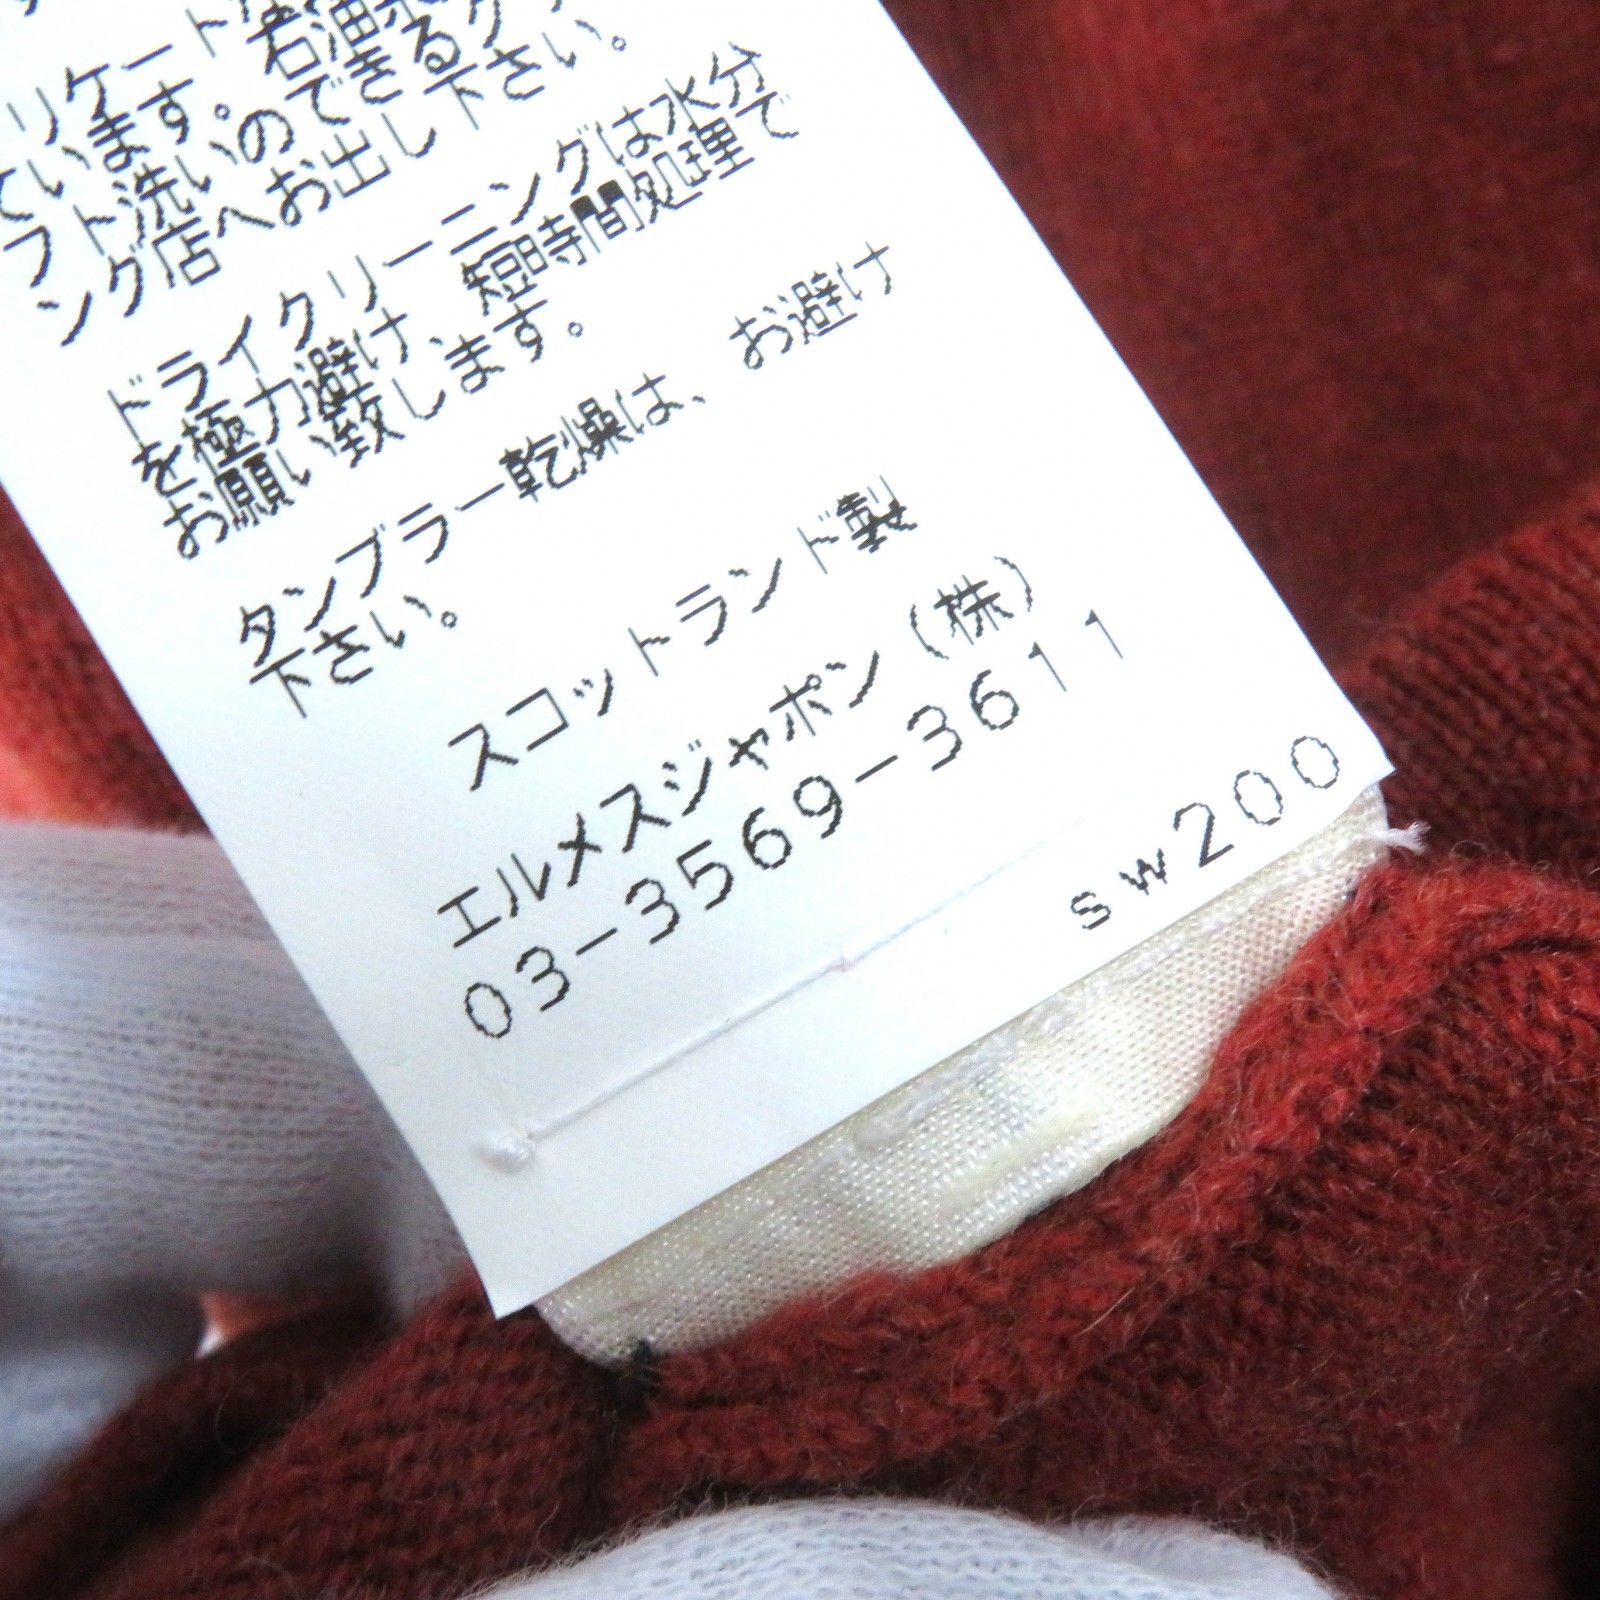 リケート
ています。石油系
フト洗いのできるク
ング店へお出し下さい。
ドライクリーニングは水分
を極力避け、短時間処理で
お願い致します。
タンブラー乾燥は、お避け
下さい。
スコットランド製
エルメスジャポン(株)
03-3569-3611
SW200